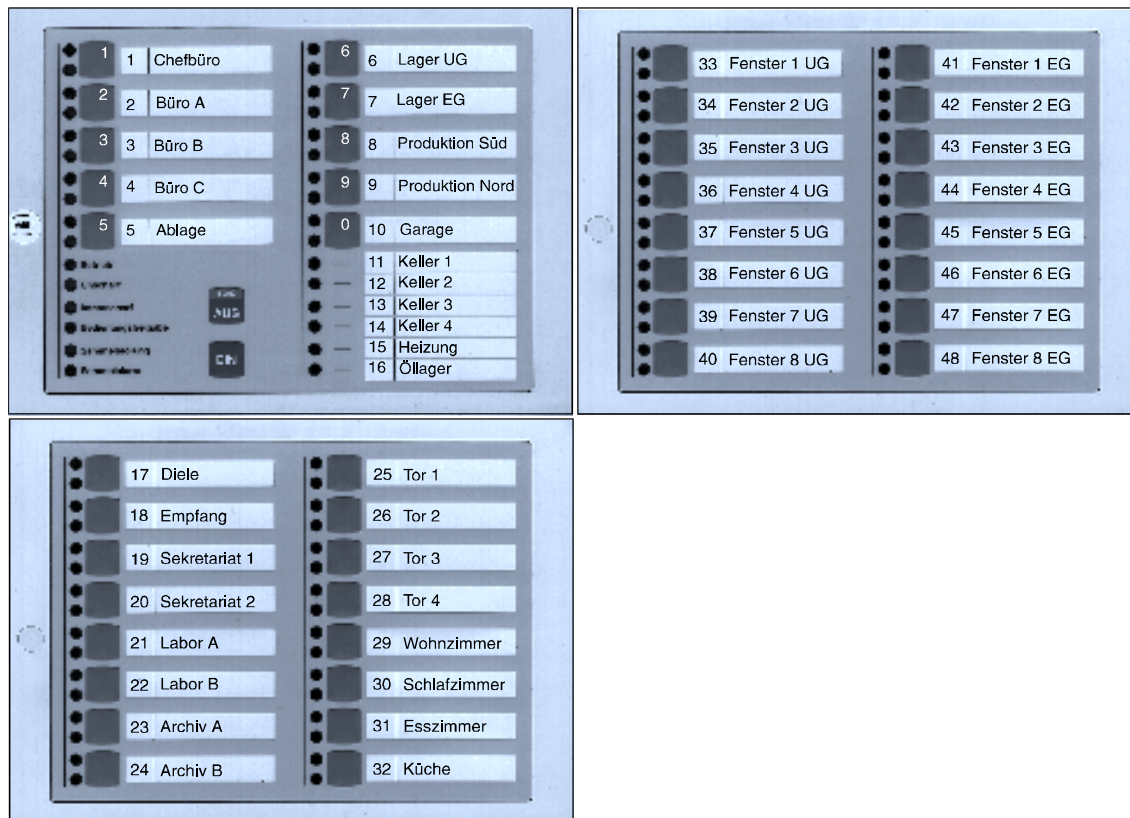 1 1 Chefbüro
2 2 Büro A
3 3 Büro B
4 4 Büro C
5 5 Ablage
Betrieb
AUS
EIN
6 6 Lager UG
7 7 Lager EG
8 8 Produktion Süd
9 9 Produktion Nord
0 10 Garage
11 Keller 1
12 Keller 2
13 Keller 3
14 Keller 4
15 Heizung
16 Öllager
33 Fenster 1 UG
34 Fenster 2 UG
35 Fenster 3 UG
36 Fenster 4 UG
37 Fenster 5 UG
38 Fenster 6 UG
39 Fenster 7 UG
40 Fenster 8 UG
41 Fenster 1 EG
42 Fenster 2 EG
43 Fenster 3 EG
44 Fenster 4 EG
45 Fenster 5 EG
46 Fenster 6 EG
47 Fenster 7 EG
48 Fenster 8 EG
17 Diele
18 Empfang
19 Sekretariat 1
20 Sekretariat 2
21 Labor A
22 Labor B
23 Archiv A
24 Archiv B
25 Tor 1
26 Tor 2
27 Tor 3
28 Tor 4
29 Wohnzimmer
30 Schlafzimmer
31 Esszimmer
32 Küche